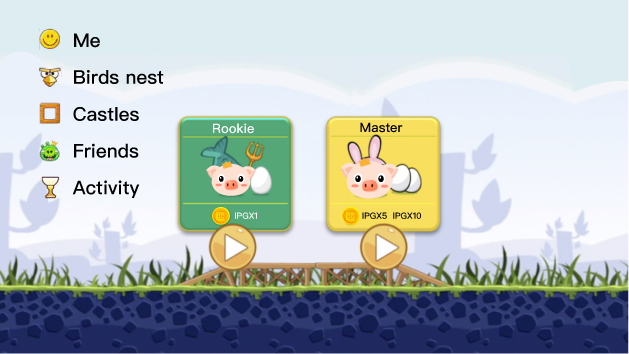 Me
Birds nest
Castles
Friends
Activity
Rookie
IPGX1
Master
IPGX5 IPGX10